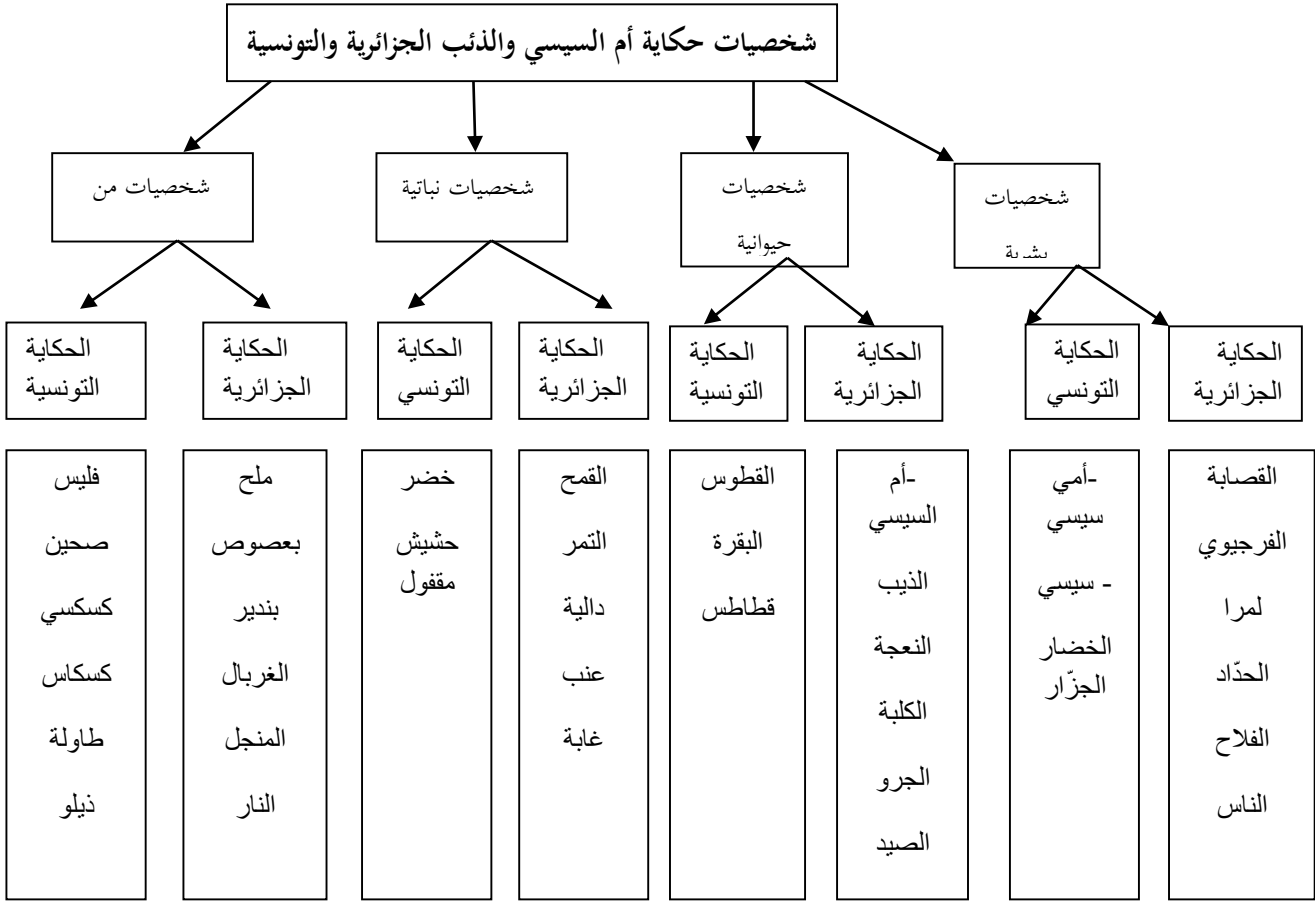 شخصيات حكاية أم السيسي والذئب الجزائرية والتونسية
شخصيات
بشرية
شخصيات
حيوانية
شخصيات نباتية
شخصيات من
الحكاية
الجزائرية
الحكاية
التونسي
الحكاية
الجزائرية
الحكاية
التونسية
الحكاية
الجزائرية
الحكاية
التونسي
الحكاية
الجزائرية
الحكاية
التونسية
القصابة
الفرجيوي
لمرا
الحدّاد
الفلاح
الناس
-أمي
سيسي
- سيسي
الخضار
الجزّار
-أم
السيسي
الذيب
النعجة
الكلبة
الجرو
الصيد
القطوس
البقرة
قطاطس
القمح
التمر
دالية
عنب
غابة
خضر
حشيش
مقفول
ملح
بعصوص
بندير
الغربال
المنجل
النار
فليس
صحين
كسكسي
كسكاس
طاولة
ذيلو